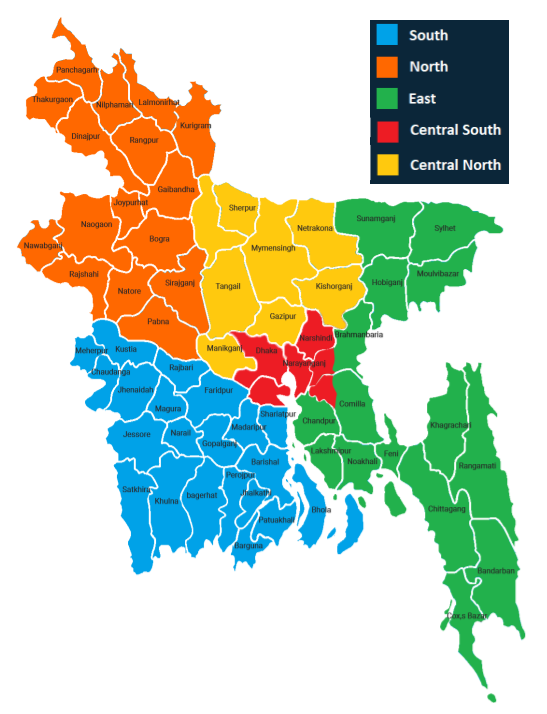 South
North
East
Central South
Central North
Panchagarh
Thakurgaon
Nilphamari
Lalmonirhat
Kurigram
Dinajpur
Rangpur
Gaibandha
Joypurhat
Naogaon
Bogra
Nawabganj
Rajshahi
Natore
Sirajganj
Pabna
Sherpur
Netrakona
Mymensingh
Tangail
Kishorganj
Gazipur
Manikganj
Sunamganj
Sylhet
Hobiganj
Moulvibazar
Narshindi
Dhaka
Narayanganj
Brahmanbaria
Meherpur
Kustia
Chaudanga
Rajbari
Jhenaidah
Faridpur
Magura
Shariatpur
Comilla
Chandpur
Jessore
Narail
Madaripur
Gopalganj
Khagrachari
Lakshmipur
Feni
Noakhali
Rangamati
Barishal
Perojpur
Satkhira
Khulna
bagerhat
Jhalkathi
Patuakhali
Bhola
Barguna
Chittagang
Bandarban
Cox,s Bazar